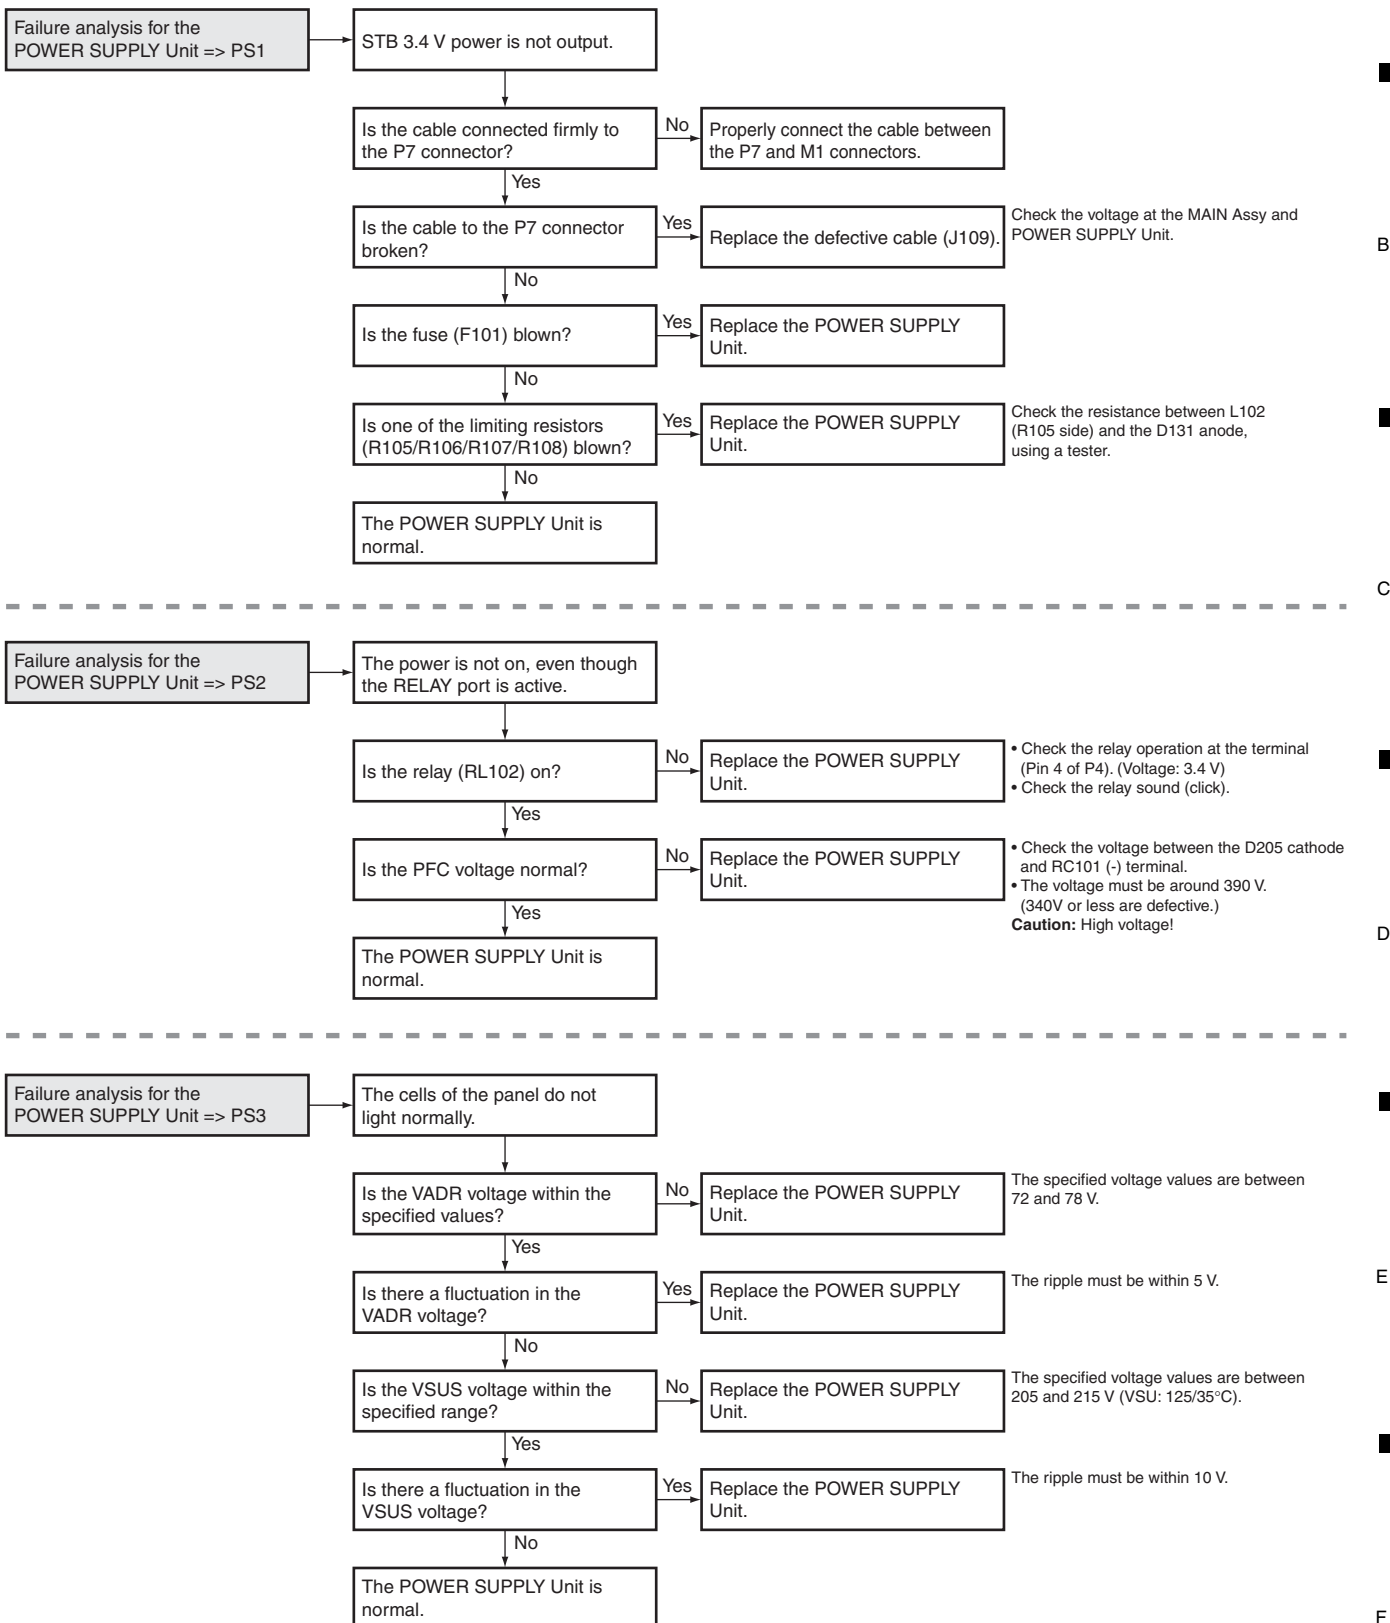 Failure analysis for the
POWER SUPPLY Unit => PS1
STB 3.4 V power is not output.
Is the cable connected firmly to
the P7 connector?
No
Properly connect the cable between
the P7 and M1 connectors.
Yes
Is the cable to the P7 connector
broken?
Yes
Replace the defective cable (J109).
Check the voltage at the MAIN Assy and
POWER SUPPLY Unit.
B
No
Is the fuse (F101) blown?
Yes
Replace the POWER SUPPLY
Unit.
No
Is one of the limiting resistors
(R105/R106/R107/R108) blown?
Yes
Replace the POWER SUPPLY
Unit.
Check the resistance between L102
(R105 side) and the D131 anode,
using a tester.
No
The POWER SUPPLY Unit is
normal.
C
Failure analysis for the
POWER SUPPLY Unit => PS2
The power is not on, even though
the RELAY port is active.
Is the relay (RL102) on?
No
Replace the POWER SUPPLY
Unit.
• Check the relay operation at the terminal
(Pin 4 of P4). (Voltage: 3.4 V)
• Check the relay sound (click).
Yes
Is the PFC voltage normal?
No
Replace the POWER SUPPLY
Unit.
• Check the voltage between the D205 cathode
and RC101 (-) terminal.
• The voltage must be around 390 V.
(340V or less are defective.)
Caution: High voltage!
D
Yes
The POWER SUPPLY Unit is
normal.
Failure analysis for the
POWER SUPPLY Unit => PS3
The cells of the panel do not
light normally.
Is the VADR voltage within the
specified values?
No
Replace the POWER SUPPLY
Unit.
The specified voltage values are between
72 and 78 V.
Yes
Is there a fluctuation in the
VADR voltage?
Yes
Replace the POWER SUPPLY
Unit.
The ripple must be within 5 V.
E
No
Is the VSUS voltage within the
specified range?
No
Replace the POWER SUPPLY
Unit.
The specified voltage values are between
205 and 215 V (VSU: 125/35°C).
Yes
Is there a fluctuation in the
VSUS voltage?
Yes
Replace the POWER SUPPLY
Unit.
The ripple must be within 10 V.
No
The POWER SUPPLY Unit is
normal.
F